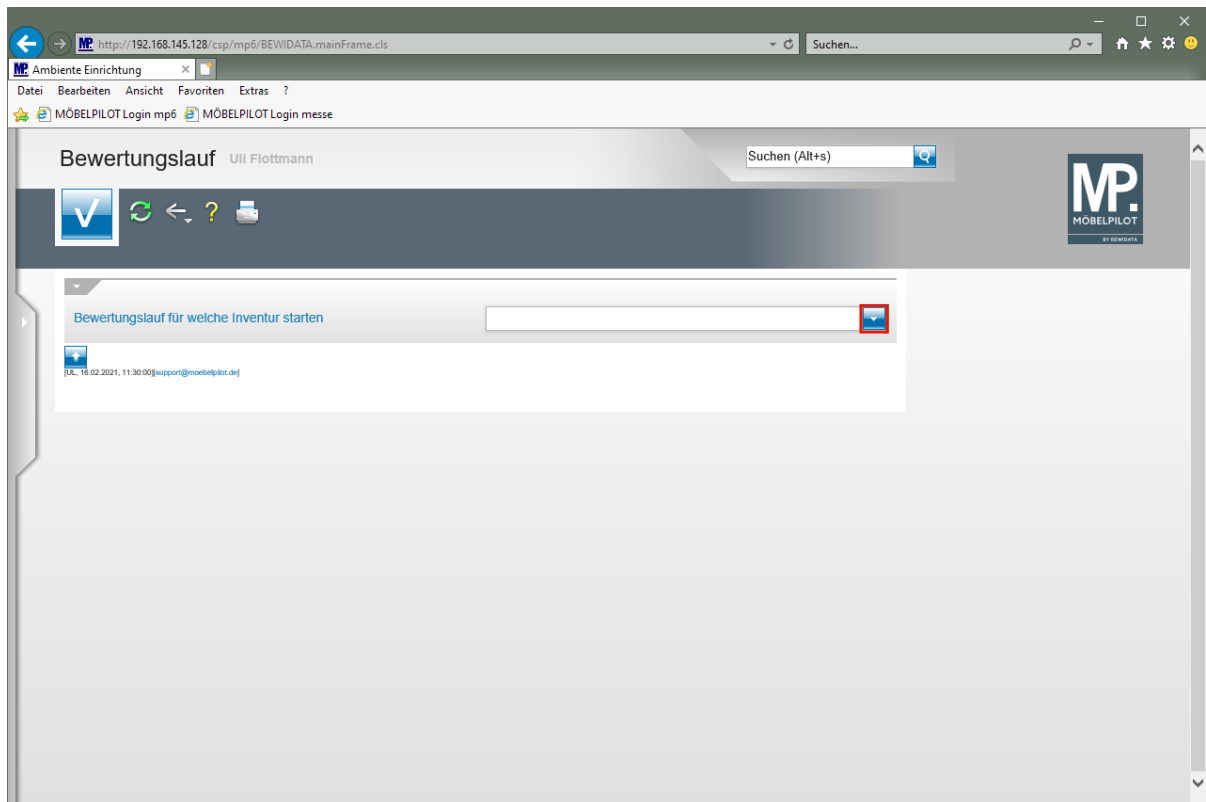 http://192.168.145.128/csp/mp6/BEWIDATA.mainFrame.cls
Suchen...
MP. Ambiente Einrichtung
Datei Bearbeiten Ansicht Favoriten Extras ?
MÖBELPILOT Login mp6 MÖBELPILOT Login messe
Bewertungslauf Uli Flottmann
Suchen (Alt+s)
MP.
MÖBELPILOT
BY BEWIDATA
Bewertungslauf für welche Inventur starten
[UL, 16.02.2021, 11:30:00][support@moebelpilot.de]